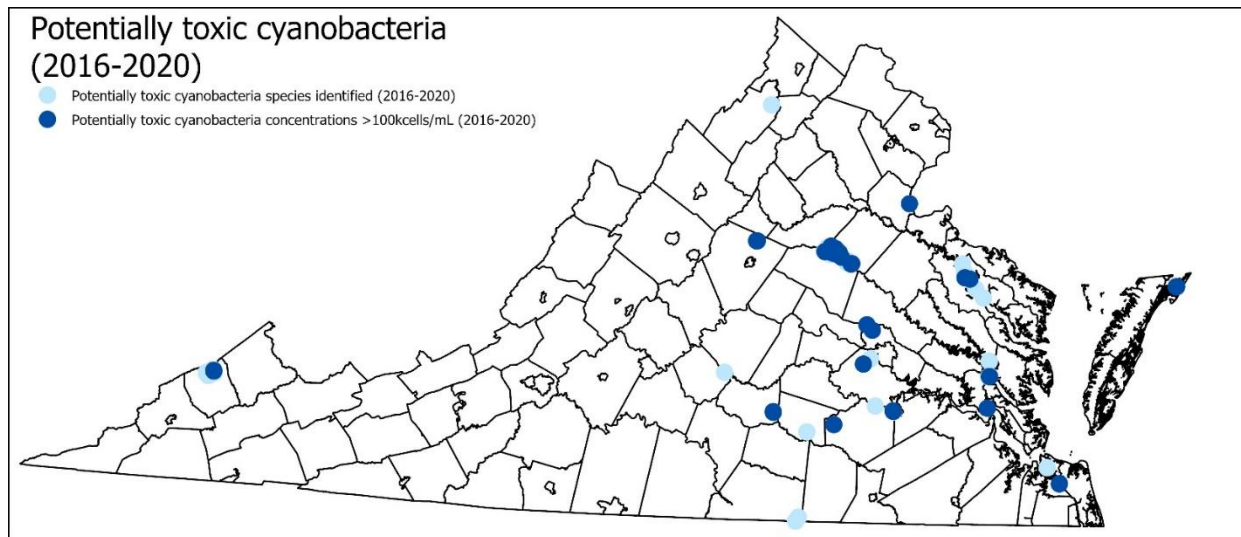 Potentially toxic cyanobacteria
(2016-2020)
Potentially toxic cyanobacteria species identified (2016-2020)
Potentially toxic cyanobacteria concentrations >100kcells/mL (2016-2020)